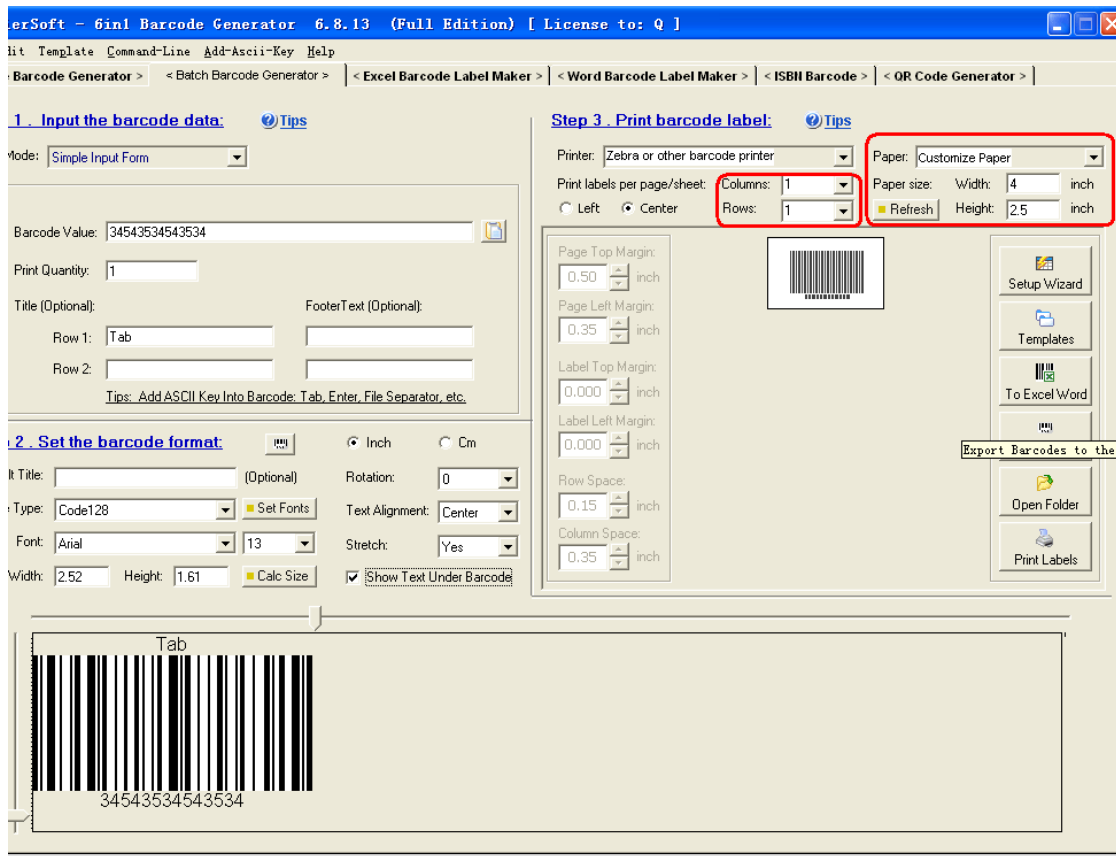 lerSoft - 6in1 Barcode Generator 6.8.13 (Full Edition) [ License to: Q ]
dit Template Command-Line Add-Ascii-Key Help
Barcode Generator > < Batch Barcode Generator > < Excel Barcode Label Maker > < Word Barcode Label Maker > < ISBN Barcode > < QR Code Generator >
1 . Input the barcode data: Tips
Mode: Simple Input Form
Barcode Value: 34543534543534
Print Quantity: 1
Title (Optional): FooterText (Optional):
Row 1: Tab
Row 2:
Tips: Add ASCII Key Into Barcode: Tab, Enter, File Separator, etc.
2 . Set the barcode format: Inch Cm
lt Title: (Optional) Rotation: 0
Type: Code128 Set Fonts Text Alignment: Center
Font: Arial 13 Stretch: Yes
Width: 2.52 Height: 1.61 Calc Size Show Text Under Barcode
Step 3 . Print barcode label: Tips
Printer: Zebra or other barcode printer Paper: Customize Paper
Print labels per page/sheet: Columns: 1 Paper size: Width: 4 inch
Left Center Rows: 1 Refresh Height: 2.5 inch
Page Top Margin:
0.50 inch
Page Left Margin:
0.35 inch
Label Top Margin:
0.000 inch
Label Left Margin:
0.000 inch
Row Space:
0.15 inch
Column Space:
0.35 inch
Setup Wizard
Templates
To Excel Word
Export Barcodes to the
Open Folder
Print Labels
Tab
34543534543534